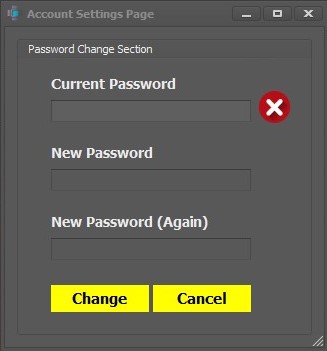 Account Settings Page
Password Change Section
Current Password
New Password
New Password (Again)
Change Cancel